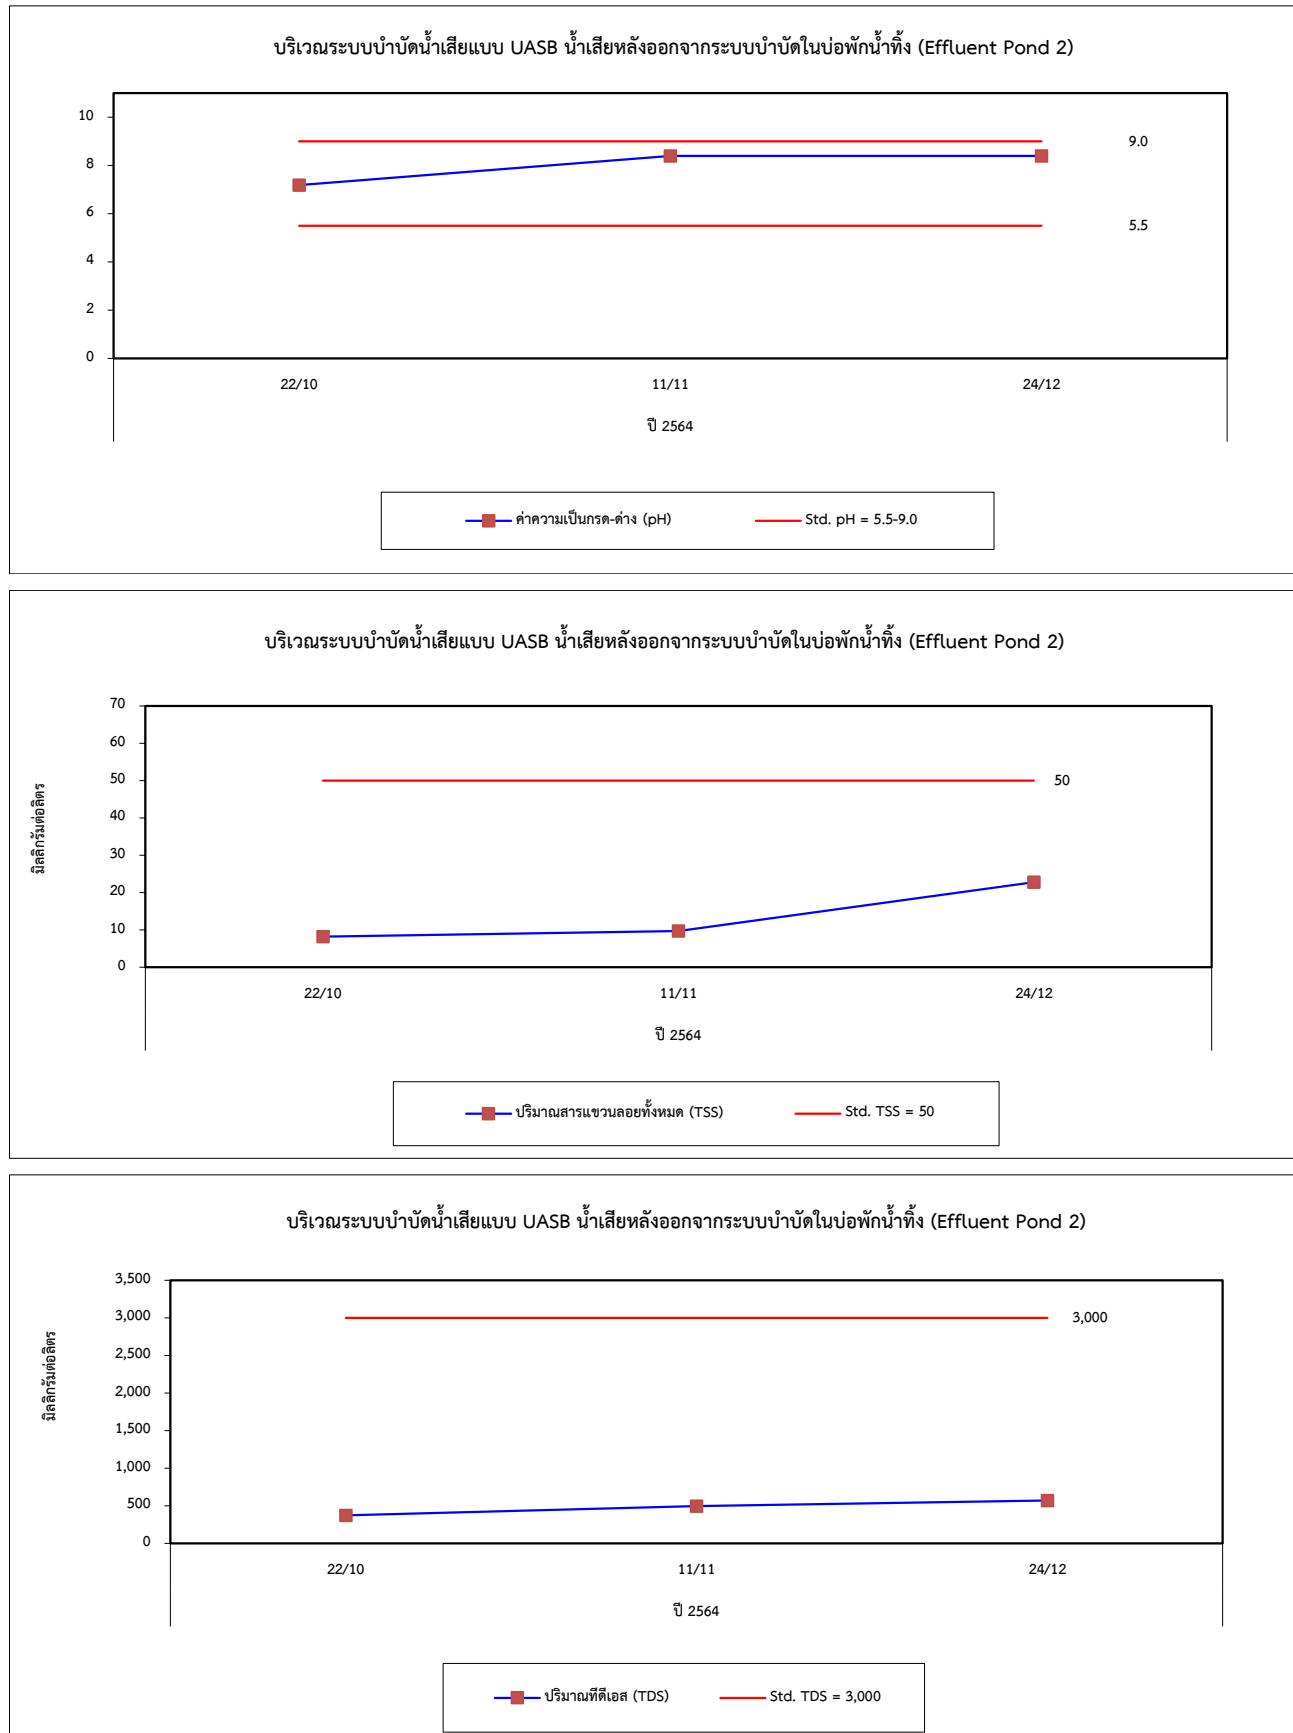 บริเวณระบบบำบัดน้ำเสียแบบ UASB น้ำเสียหลังออกจากระบบบำบัดในบ่อพักน้ำทิ้ง (Effluent Pond 2)
10
9.0
8
6
5.5
4
2
0
22/10 11/11 24/12
ปี 2564
ค่าความเป็นกรด-ด่าง (pH) Std. pH = 5.5-9.0
บริเวณระบบบำบัดน้ำเสียแบบ UASB น้ำเสียหลังออกจากระบบบำบัดในบ่อพักน้ำทิ้ง (Effluent Pond 2)
มิลลิกรัมต่อลิตร
70
60
50 50
40
30
20
10
0
22/10 11/11 24/12
ปี 2564
ปริมาณสารแขวนลอยทั้งหมด (TSS) Std. TSS = 50
บริเวณระบบบำบัดน้ำเสียแบบ UASB น้ำเสียหลังออกจากระบบบำบัดในบ่อพักน้ำทิ้ง (Effluent Pond 2)
มิลลิกรัมต่อลิตร
3,500
3,000 3,000
2,500
2,000
1,500
1,000
500
0
22/10 11/11 24/12
ปี 2564
ปริมาณทีดีเอส (TDS) Std. TDS = 3,000